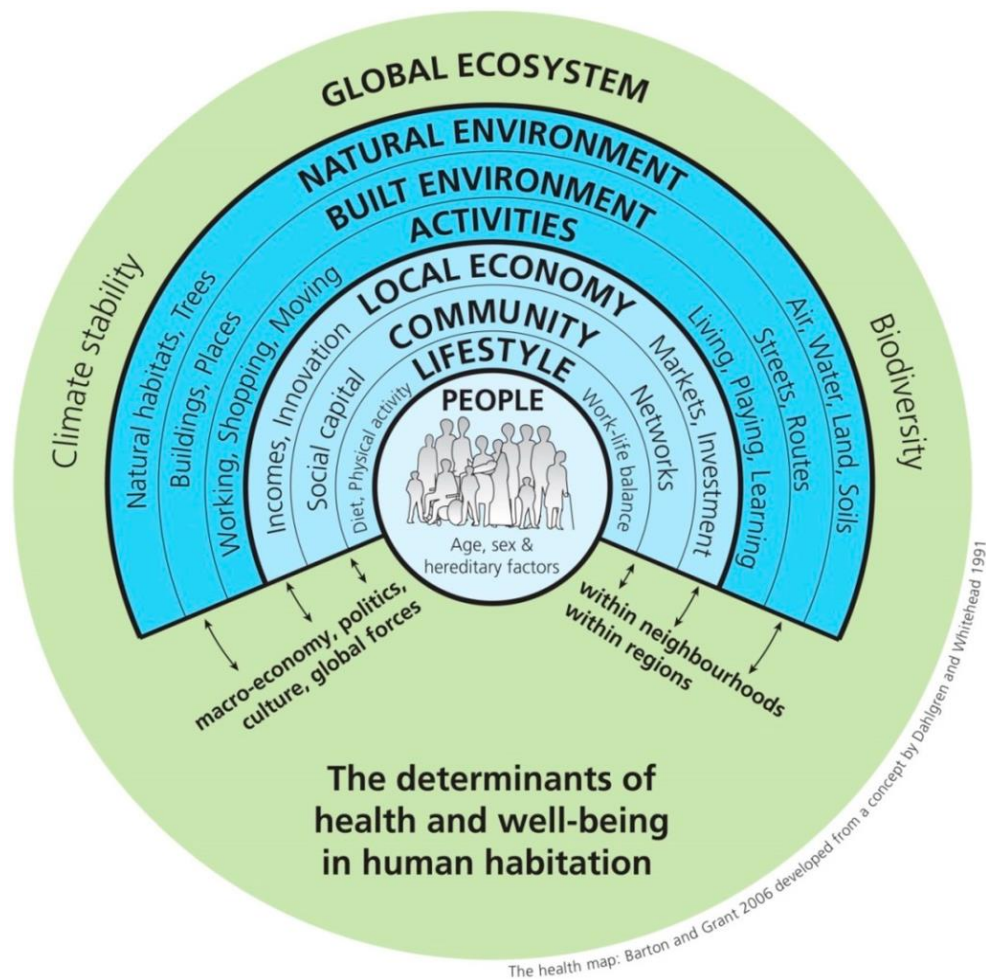 GLOBAL ECOSYSTEM
NATURAL ENVIRONMENT
BUILT ENVIRONMENT
ACTIVITIES
LOCAL ECONOMY
COMMUNITY
LIFESTYLE
PEOPLE
Age, sex &
hereditary factors
Climate stability
Natural habitats, Trees
Buildings, Places
Working, Shopping, Moving
Incomes, Innovation
Social capital
Diet, Physical activity
Work-life balance
Networks
Markets, Investment
Living, Playing, Learning
Streets, Routes
Air, Water, Land, Soils
Biodiversity
macro-economy, politics,
culture, global forces
within neighbourhoods
within regions
The determinants of
health and well-being
in human habitation
The health map: Barton and Grant 2006 developed from a concept by Dahlgren and Whitehead 1991